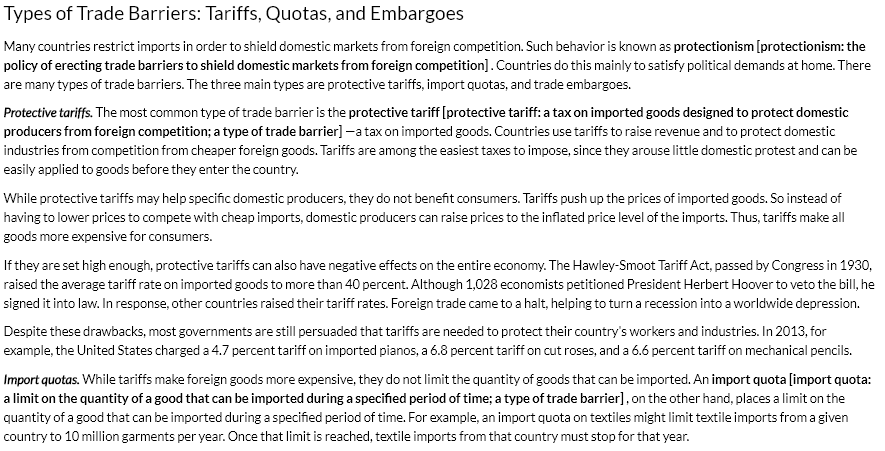 Types of Trade Barriers: Tariffs, Quotas, and Embargoes
Many countries restrict imports in order to shield domestic markets from foreign competition. Such behavior is known as protectionism [protectionism: the
policy of erecting trade barriers to shield domestic markets from foreign competition] . Countries do this mainly to satisfy political demands at home. There
are many types of trade barriers. The three main types are protective tariffs, import quotas, and trade embargoes.
Protective tariffs. The most common type of trade barrier is the protective tariff [protective tariff: a tax on imported goods designed to protect domestic
producers from foreign competition; a type of trade barrier] —a tax on imported goods. Countries use tariffs to raise revenue and to protect domestic
industries from competition from cheaper foreign goods. Tariffs are among the easiest taxes to impose, since they arouse little domestic protest and can be
easily applied to goods before they enter the country.
While protective tariffs may help specific domestic producers, they do not benefit consumers. Tariffs push up the prices of imported goods. So instead of
having to lower prices to compete with cheap imports, domestic producers can raise prices to the inflated price level of the imports. Thus, tariffs make all
goods more expensive for consumers.
If they are set high enough, protective tariffs can also have negative effects on the entire economy. The Hawley-Smoot Tariff Act, passed by Congress in 1930,
raised the average tariff rate on imported goods to more than 40 percent. Although 1,028 economists petitioned President Herbert Hoover to veto the bill, he
signed it into law. In response, other countries raised their tariff rates. Foreign trade came to a halt, helping to turn a recession into a worldwide depression.
Despite these drawbacks, most governments are still persuaded that tariffs are needed to protect their country's workers and industries. In 2013, for
example, the United States charged a 4.7 percent tariff on imported pianos, a 6.8 percent tariff on cut roses, and a 6.6 percent tariff on mechanical pencils.
Import quotas. While tariffs make foreign goods more expensive, they do not limit the quantity of goods that can be imported. An import quota [import quota:
a limit on the quantity of a good that can be imported during a specified period of time; a type of trade barrier] , on the other hand, places a limit on the
quantity of a good that can be imported during a specified period of time. For example, an import quota on textiles might limit textile imports from a given
country to 10 million garments per year. Once that limit is reached, textile imports from that country must stop for that year.